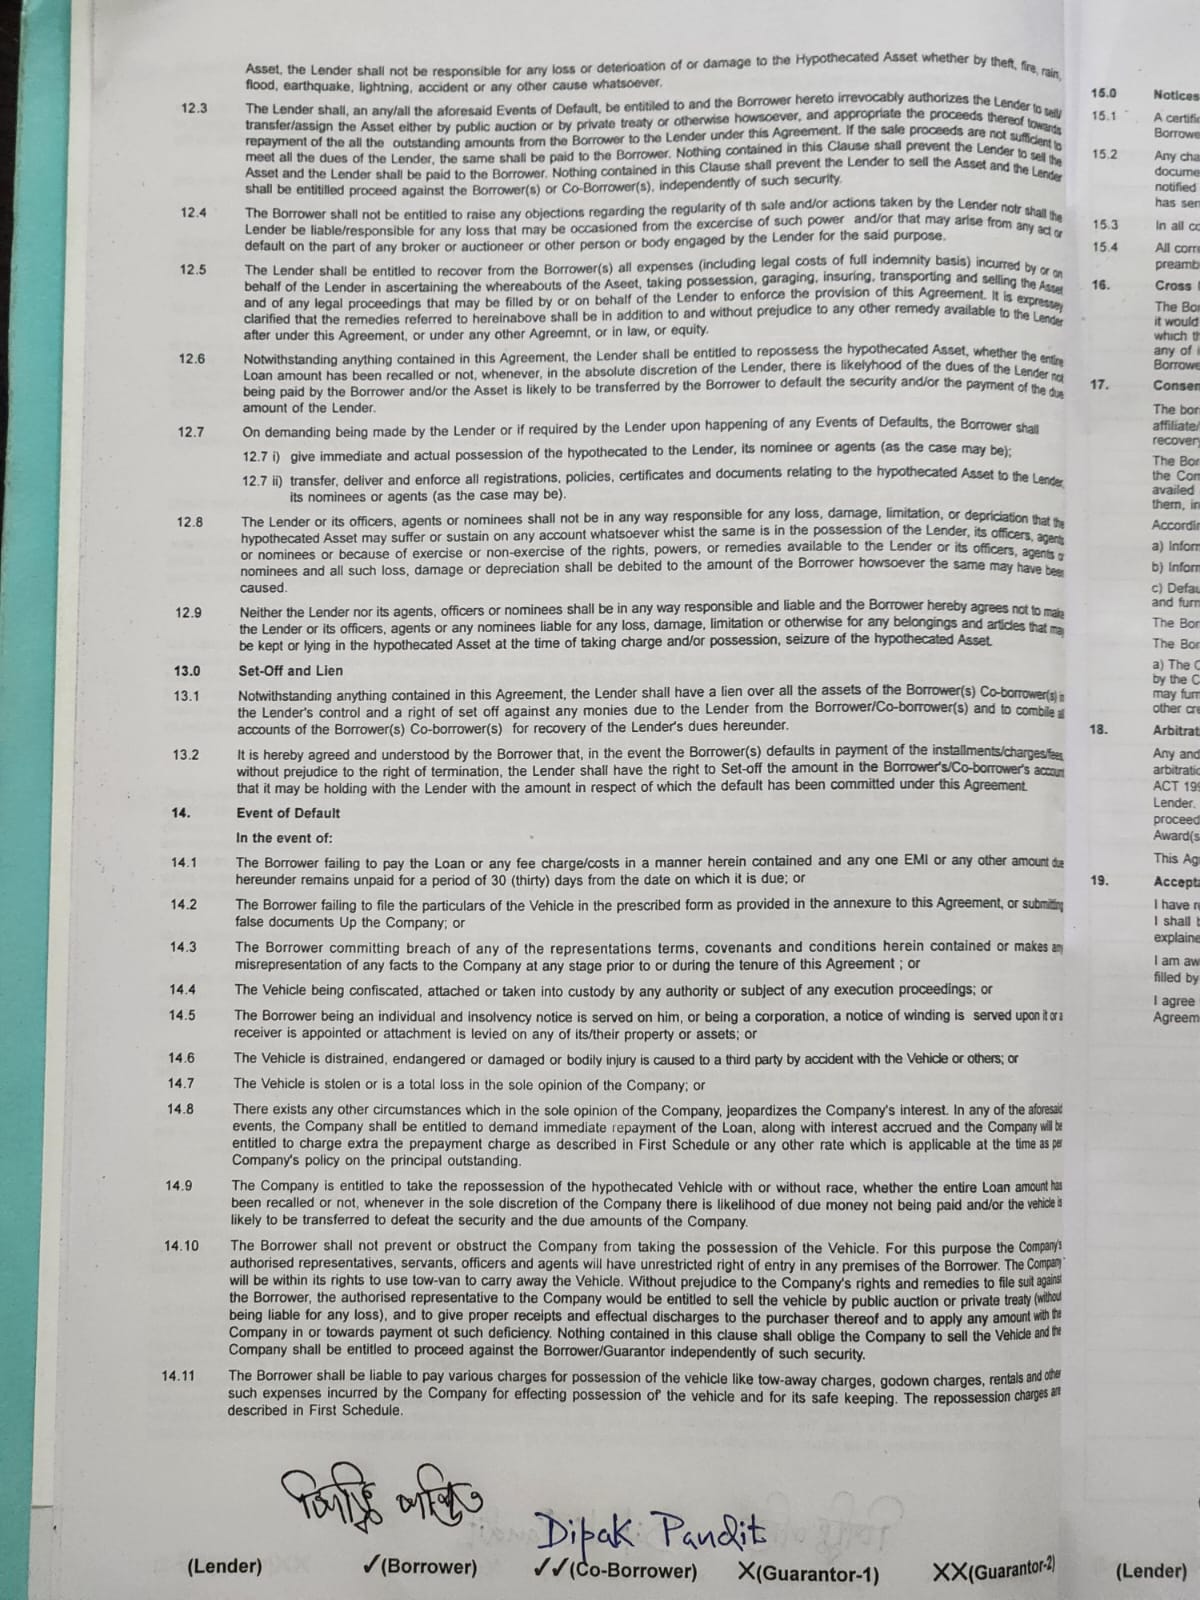 Asset, the Lender shall not be responsible for any loss or deterioation of or damage to the Hypothecated Asset whether by theft, fire, rain,
flood, earthquake, lightning, accident or any other cause whatsoever.
12.3 The Lender shall, an any/all the aforesaid Events of Default, be entitiled to and the Borrower hereto irrevocably authorizes the Lender to sell/
transfer/assign the Asset either by public auction or by private treaty or otherwise howsoever, and appropriate the proceeds thereof towards
repayment of the all the outstanding amounts from the Borrower to the Lender under this Agreement. If the sale proceeds are not sufficient to
meet all the dues of the Lender, the same shall be paid to the Borrower. Nothing contained in this Clause shall prevent the Lender to sell the
Asset and the Lender shall be paid to the Borrower. Nothing contained in this Clause shall prevent the Lender to sell the Asset and the Lender
shall be entitilled proceed against the Borrower(s) or Co-Borrower(s), independently of such security.
12.4 The Borrower shall not be entitled to raise any objections regarding the regularity of th sale and/or actions taken by the Lender notr shall the
Lender be liable/responsible for any loss that may be occasioned from the excercise of such power and/or that may arise from any act or
default on the part of any broker or auctioneer or other person or body engaged by the Lender for the said purpose.
12.5 The Lender shall be entitled to recover from the Borrower(s) all expenses (including legal costs of full indemnity basis) incurred by or on
behalf of the Lender in ascertaining the whereabouts of the Aseet, taking possession, garaging, insuring, transporting and selling the Asset
and of any legal proceedings that may be filled by or on behalf of the Lender to enforce the provision of this Agreement. It is expressey
clarified that the remedies referred to hereinabove shall be in addition to and without prejudice to any other remedy available to the Lender
after under this Agreement, or under any other Agreemnt, or in law, or equity.
12.6 Notwithstanding anything contained in this Agreement, the Lender shall be entitled to repossess the hypothecated Asset, whether the entire
Loan amount has been recalled or not, whenever, in the absolute discretion of the Lender, there is likelyhood of the dues of the Lender not
being paid by the Borrower and/or the Asset is likely to be transferred by the Borrower to default the security and/or the payment of the due
amount of the Lender.
12.7 On demanding being made by the Lender or if required by the Lender upon happening of any Events of Defaults, the Borrower shall
12.7 i) give immediate and actual possession of the hypothecated to the Lender, its nominee or agents (as the case may be);
12.7 ii) transfer, deliver and enforce all registrations, policies, certificates and documents relating to the hypothecated Asset to the Lender,
its nominees or agents (as the case may be).
12.8 The Lender or its officers, agents or nominees shall not be in any way responsible for any loss, damage, limitation, or depriciation that the
hypothecated Asset may suffer or sustain on any account whatsoever whist the same is in the possession of the Lender, its officers, agents
or nominees or because of exercise or non-exercise of the rights, powers, or remedies available to the Lender or its officers, agents or
nominees and all such loss, damage or depreciation shall be debited to the amount of the Borrower howsoever the same may have been
caused.
12.9 Neither the Lender nor its agents, officers or nominees shall be in any way responsible and liable and the Borrower hereby agrees not to make
the Lender or its officers, agents or any nominees liable for any loss, damage, limitation or otherwise for any belongings and articles that may
be kept or lying in the hypothecated Asset at the time of taking charge and/or possession, seizure of the hypothecated Asset.
13.0 Set-Off and Lien
13.1 Notwithstanding anything contained in this Agreement, the Lender shall have a lien over all the assets of the Borrower(s) Co-borrower(s) in
the Lender's control and a right of set off against any monies due to the Lender from the Borrower/Co-borrower(s) and to combile all
accounts of the Borrower(s) Co-borrower(s) for recovery of the Lender's dues hereunder.
13.2 It is hereby agreed and understood by the Borrower that, in the event the Borrower(s) defaults in payment of the installments/charges/fees,
without prejudice to the right of termination, the Lender shall have the right to Set-off the amount in the Borrower's/Co-borrower's account
that it may be holding with the Lender with the amount in respect of which the default has been committed under this Agreement.
14. Event of Default
In the event of:
14.1 The Borrower failing to pay the Loan or any fee charge/costs in a manner herein contained and any one EMI or any other amount due
hereunder remains unpaid for a period of 30 (thirty) days from the date on which it is due; or
14.2 The Borrower failing to file the particulars of the Vehicle in the prescribed form as provided in the annexure to this Agreement, or submitting
false documents Up the Company; or
14.3 The Borrower committing breach of any of the representations terms, covenants and conditions herein contained or makes any
misrepresentation of any facts to the Company at any stage prior to or during the tenure of this Agreement ; or
14.4 The Vehicle being confiscated, attached or taken into custody by any authority or subject of any execution proceedings; or
14.5 The Borrower being an individual and insolvency notice is served on him, or being a corporation, a notice of winding is served upon it or a
receiver is appointed or attachment is levied on any of its/their property or assets; or
14.6 The Vehicle is distrained, endangered or damaged or bodily injury is caused to a third party by accident with the Vehicle or others; or
14.7 The Vehicle is stolen or is a total loss in the sole opinion of the Company; or
14.8 There exists any other circumstances which in the sole opinion of the Company, jeopardizes the Company's interest. In any of the aforesaid
events, the Company shall be entitled to demand immediate repayment of the Loan, along with interest accrued and the Company will be
entitled to charge extra the prepayment charge as described in First Schedule or any other rate which is applicable at the time as per
Company's policy on the principal outstanding.
14.9 The Company is entitled to take the repossession of the hypothecated Vehicle with or without race, whether the entire Loan amount has
been recalled or not, whenever in the sole discretion of the Company there is likelihood of due money not being paid and/or the vehicle is
likely to be transferred to defeat the security and the due amounts of the Company.
14.10 The Borrower shall not prevent or obstruct the Company from taking the possession of the Vehicle. For this purpose the Company's
authorised representatives, servants, officers and agents will have unrestricted right of entry in any premises of the Borrower. The Company
will be within its rights to use tow-van to carry away the Vehicle. Without prejudice to the Company's rights and remedies to file suit against
the Borrower, the authorised representative to the Company would be entitled to sell the vehicle by public auction or private treaty (without
being liable for any loss), and to give proper receipts and effectual discharges to the purchaser thereof and to apply any amount with the
Company in or towards payment ot such deficiency. Nothing contained in this clause shall oblige the Company to sell the Vehicle and the
Company shall be entitled to proceed against the Borrower/Guarantor independently of such security.
14.11 The Borrower shall be liable to pay various charges for possession of the vehicle like tow-away charges, godown charges, rentals and other
such expenses incurred by the Company for effecting possession of the vehicle and for its safe keeping. The repossession charges are
described in First Schedule.
Dipak Pandit
(Lender) ✓(Borrower) ✓✓(Co-Borrower) X(Guarantor-1) XX(Guarantor-2)
15.0 Notices
15.1 A certific
Borrowe
15.2 Any cha
docume
notified
has sen
15.3 In all co
15.4 All corr
preamb
16. Cross
The Bor
it would
which th
any of
Borrowe
17. Consen
The bor
affiliate/
recovery
The Bor
the Com
availed
them, in
Accordin
a) Inform
b) Inform
c) Defau
and furn
The Bor
The Bor
a) The C
by the C
may furn
other cre
18. Arbitrat
Any and
arbitratio
ACT 199
Lender.
proceed
Award(s
This Ag
19. Accepta
I have r
I shall b
explaine
I am aw
filled by
I agree
Agreem
(Lender)